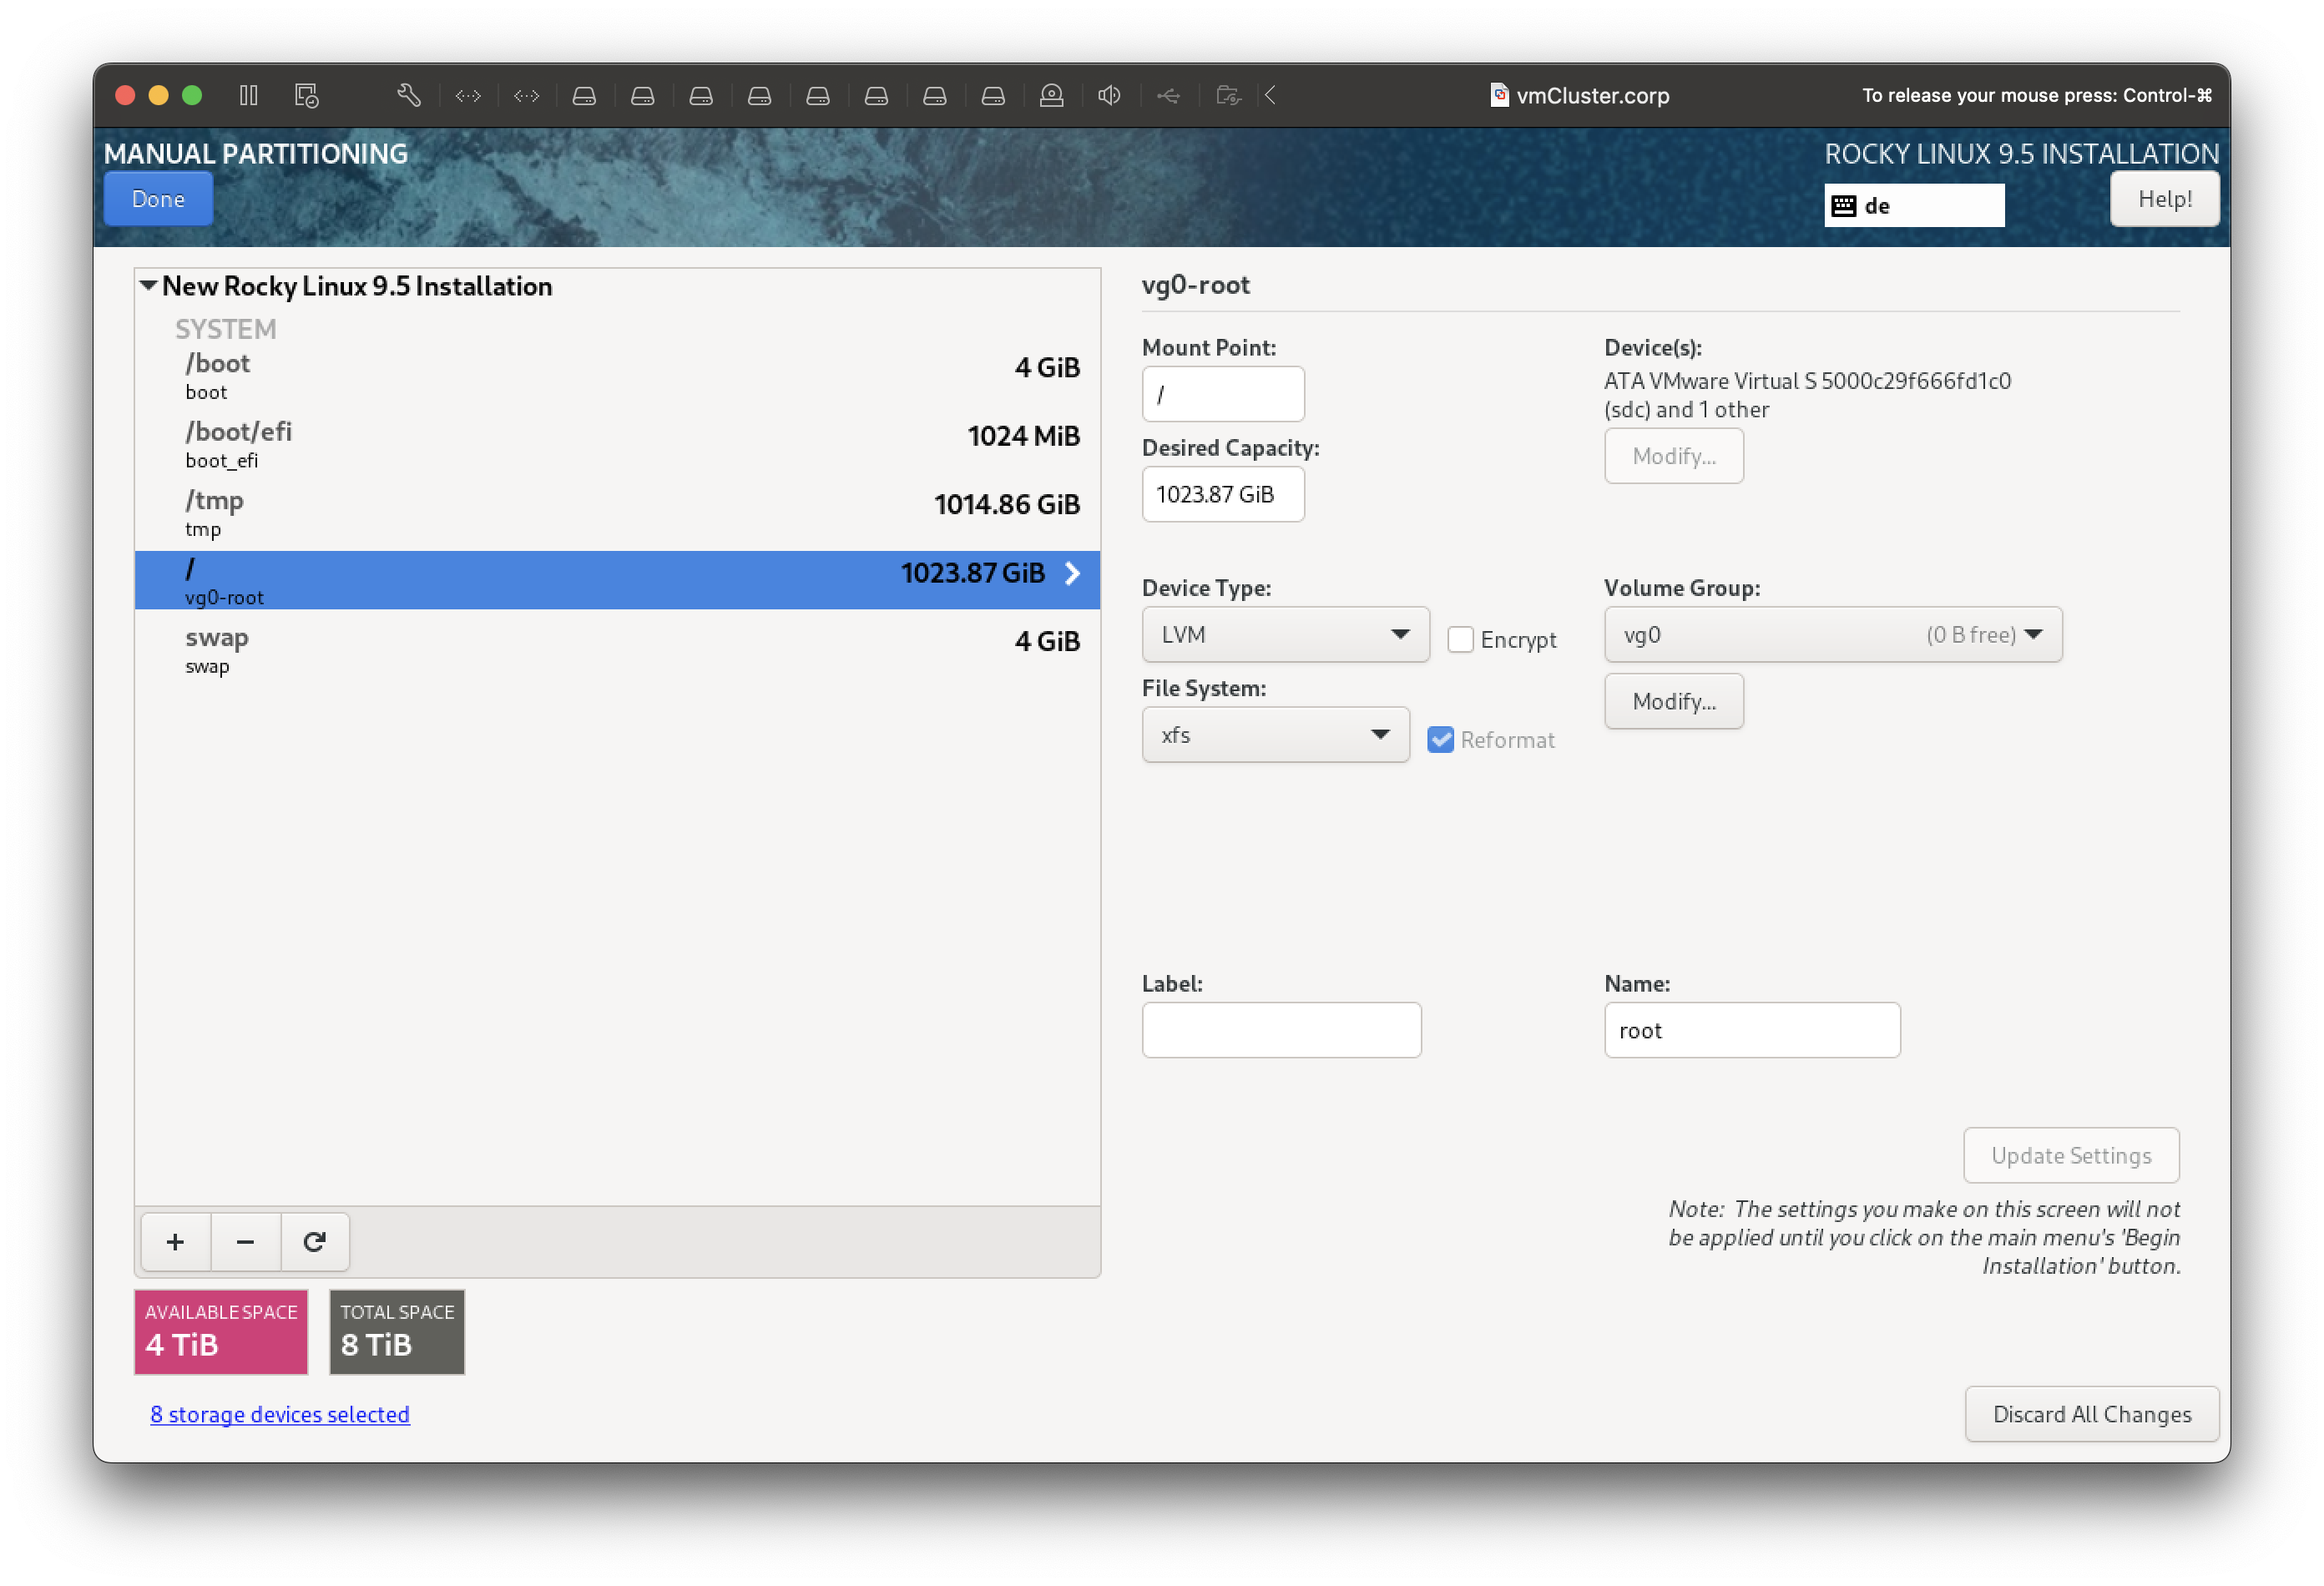 vmCluster.corp
To release your mouse press: Control-⌘
MANUAL PARTITIONING
ROCKY LINUX 9.5 INSTALLATION
Done
de
Help!
New Rocky Linux 9.5 Installation
SYSTEM
/boot
4 GiB
boot
/boot/efi
1024 MiB
boot_efi
/tmp
1014.86 GiB
tmp
/
1023.87 GiB
vg0-root
swap
4 GiB
swap
vg0-root
Mount Point:
/
Device(s):
ATA VMware Virtual S 5000c29f666fd1c0
(sdc) and 1 other
Modify...
Desired Capacity:
1023.87 GiB
Device Type:
LVM
Encrypt
Volume Group:
vg0 (0 B free)
Modify...
File System:
xfs
Reformat
Label:
Name:
root
Update Settings
Note: The settings you make on this screen will not
be applied until you click on the main menu's 'Begin
Installation' button.
AVAILABLE SPACE
4 TiB
TOTAL SPACE
8 TiB
8 storage devices selected
Discard All Changes